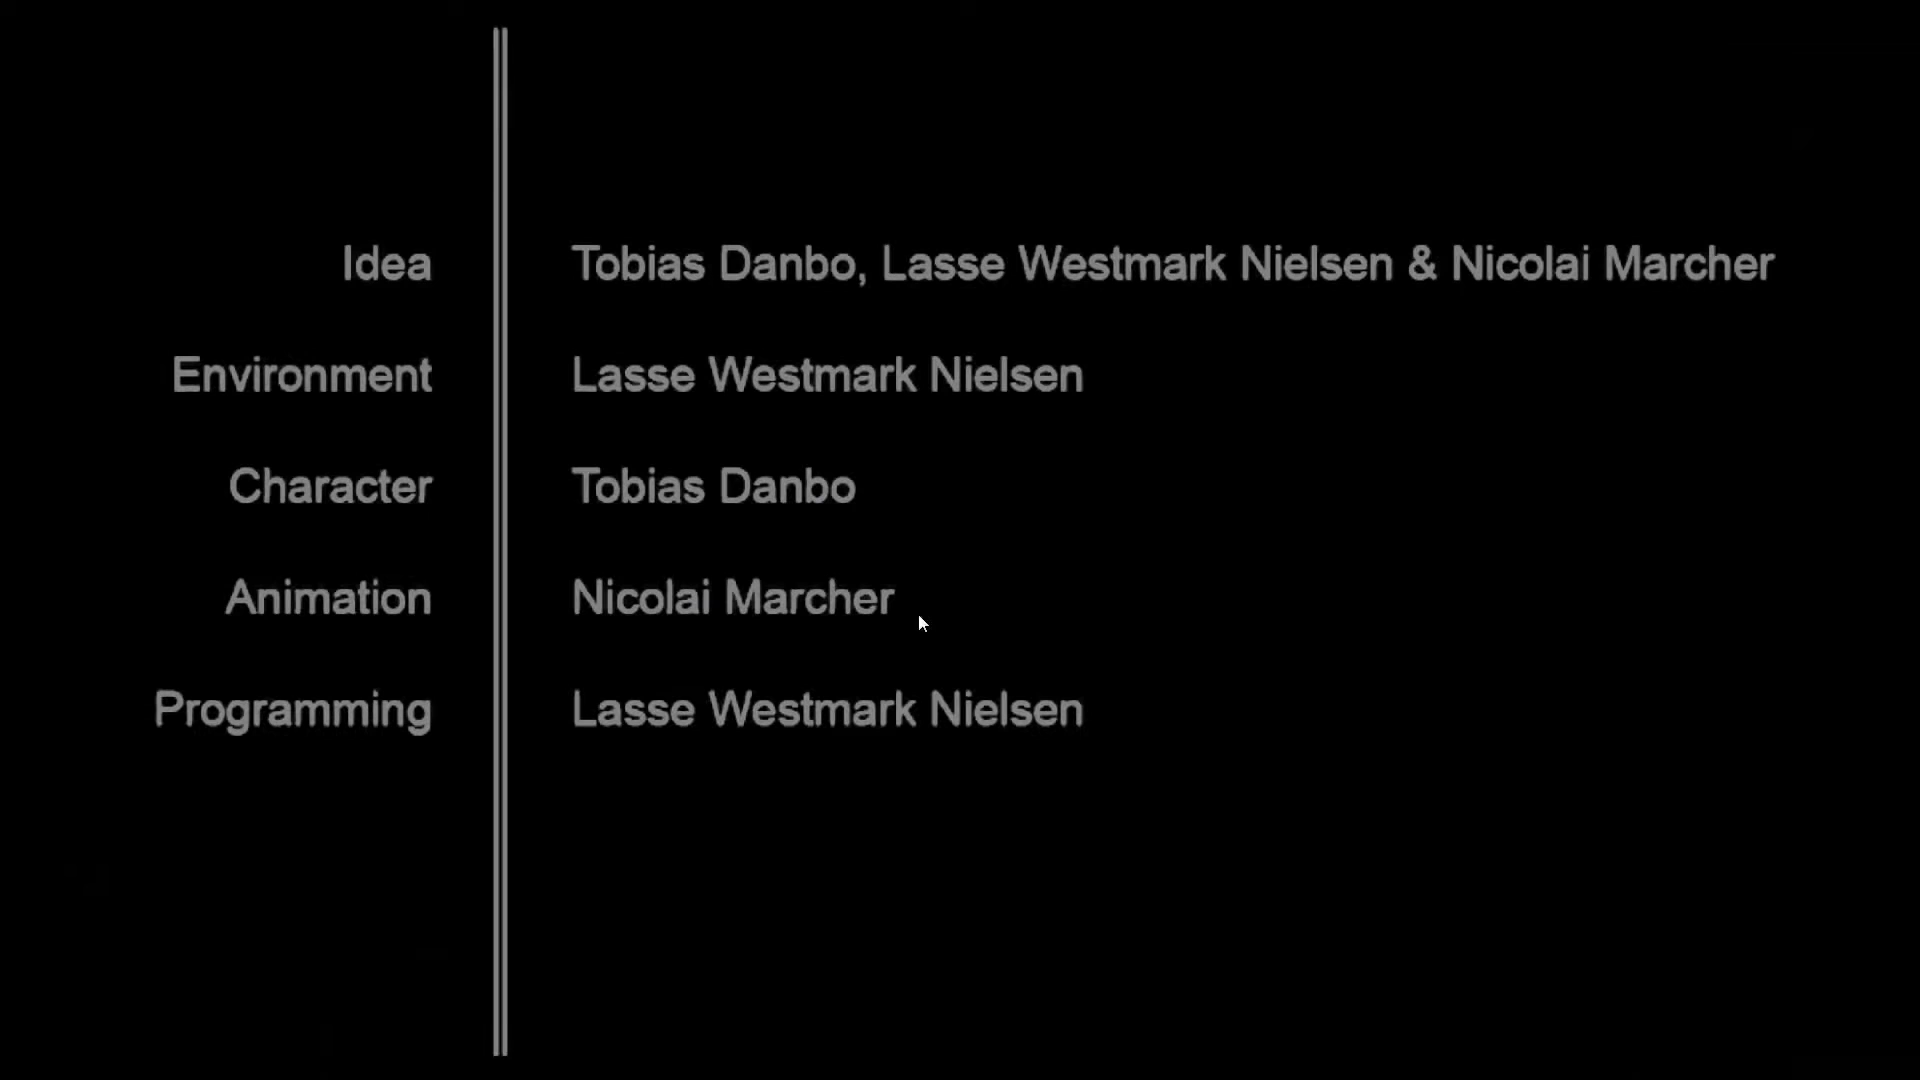 Idea Tobias Danbo, Lasse Westmark Nielsen & Nicolai Marcher
Environment Lasse Westmark Nielsen
Character Tobias Danbo
Animation Nicolai Marcher
Programming Lasse Westmark Nielsen